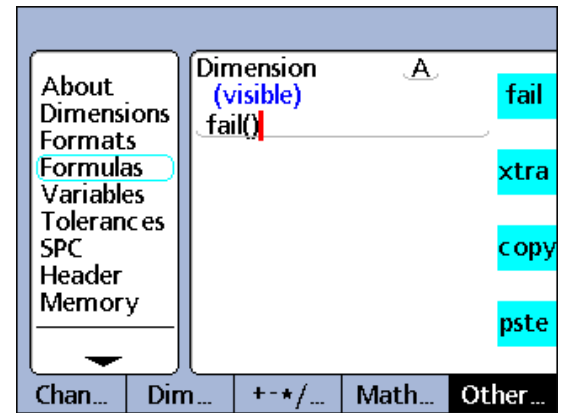 About
Dimensions
Formats
Formulas
Variables
Tolerances
SPC
Header
Memory
Dimension A
(visible)
fail()
fail
xtra
copy
pste
Chan... Dim... +-*/... Math... Other...